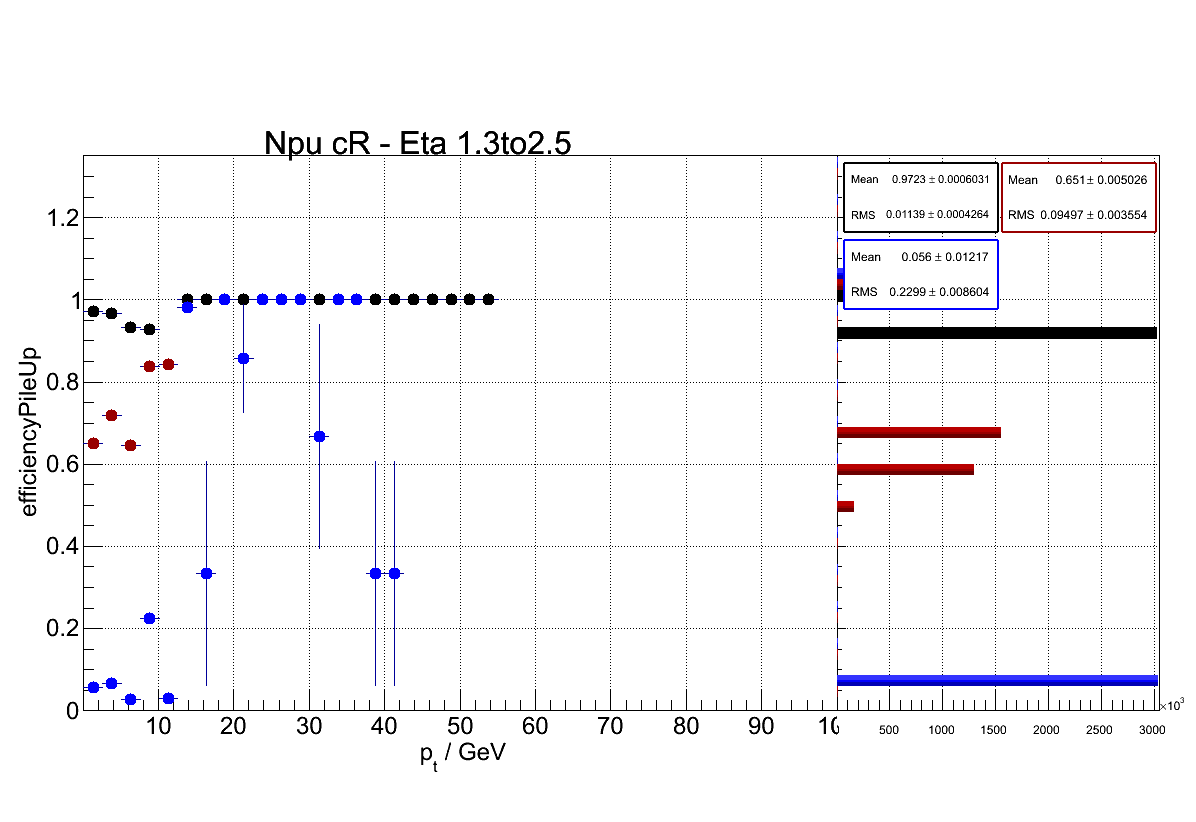 Npu cR - Eta 1.3to2.5
efficiencyPileUp
1.2
1
0.8
0.6
0.4
0.2
0
10 20 30 40 50 60 70 80 90
p_t / GeV
Mean 0.9723 ± 0.0006031
RMS 0.01139 ± 0.0004264
Mean 0.651 ± 0.005026
RMS 0.09497 ± 0.003554
Mean 0.056 ± 0.01217
RMS 0.2299 ± 0.008604
500 1000 1500 2000 2500 3000
×10³